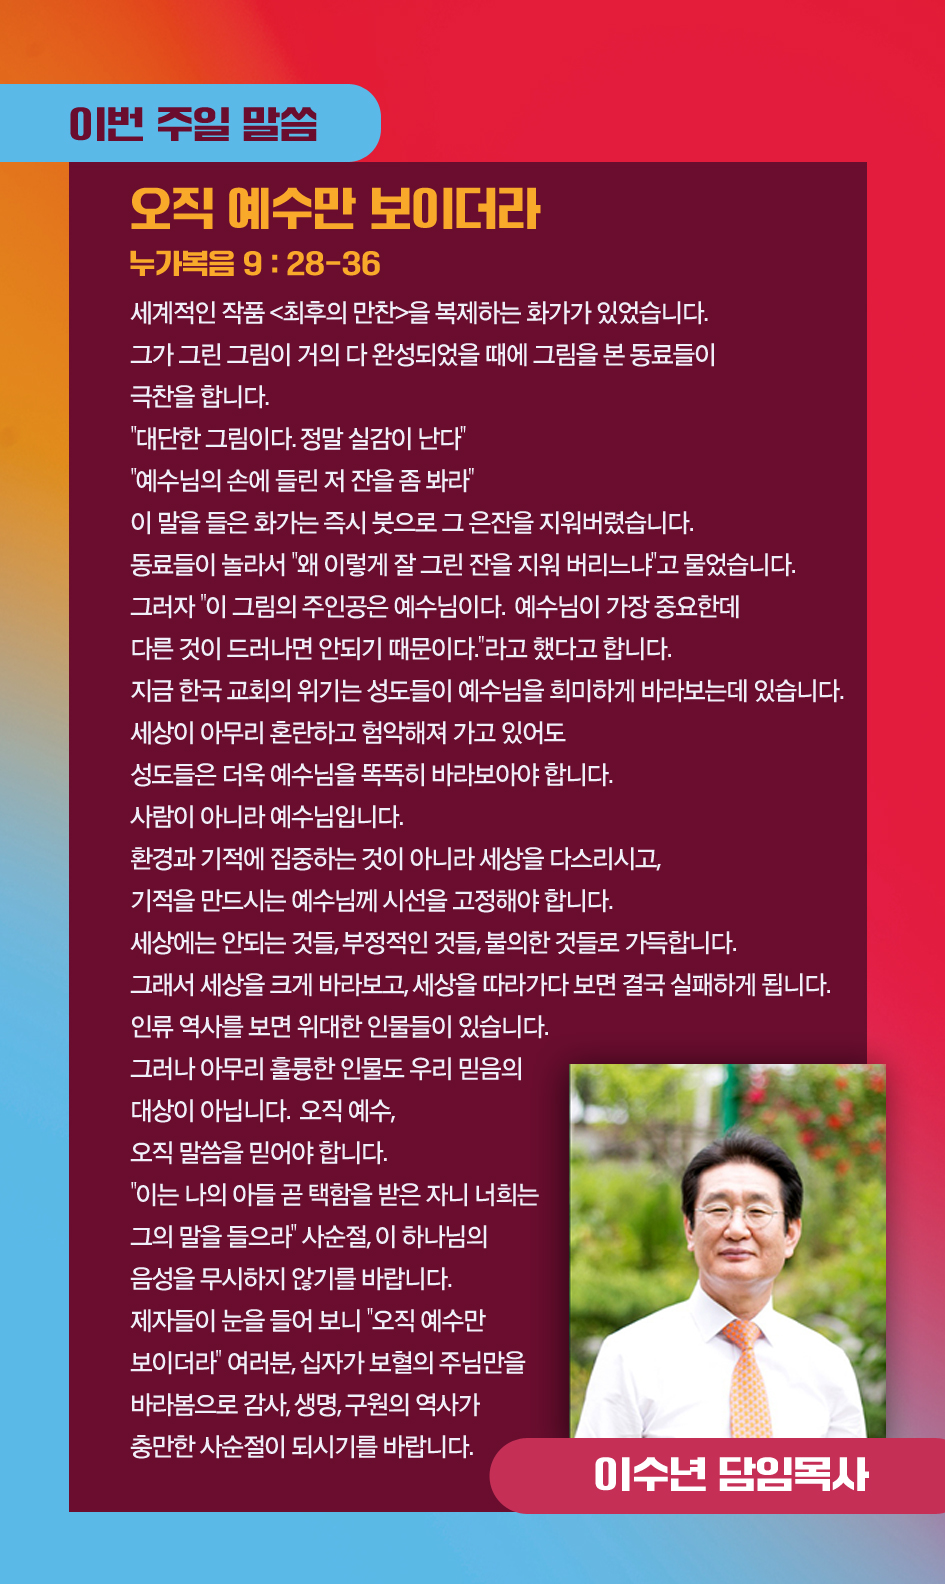 이번 주일 말씀
오직 예수만 보이더라
누가복음 9 : 28-36
세계적인 작품 <최후의 만찬>을 복제하는 화가가 있었습니다.
그가 그린 그림이 거의 다 완성되었을 때에 그림을 본 동료들이
극찬을 합니다.
"대단한 그림이다. 정말 실감이 난다"
"예수님의 손에 들린 저 잔을 좀 봐라"
이 말을 들은 화가는 즉시 붓으로 그 은잔을 지워버렸습니다.
동료들이 놀라서 "왜 이렇게 잘 그린 잔을 지워 버리느냐"고 물었습니다.
그러자 "이 그림의 주인공은 예수님이다. 예수님이 가장 중요한데
다른 것이 드러나면 안되기 때문이다."라고 했다고 합니다.
지금 한국 교회의 위기는 성도들이 예수님을 희미하게 바라보는데 있습니다.
세상이 아무리 혼란하고 험악해져 가고 있어도
성도들은 더욱 예수님을 똑똑히 바라보아야 합니다.
사람이 아니라 예수님입니다.
환경과 기적에 집중하는 것이 아니라 세상을 다스리시고,
기적을 만드시는 예수님께 시선을 고정해야 합니다.
세상에는 안되는 것들, 부정적인 것들, 불의한 것들로 가득합니다.
그래서 세상을 크게 바라보고, 세상을 따라가다 보면 결국 실패하게 됩니다.
인류 역사를 보면 위대한 인물들이 있습니다.
그러나 아무리 훌륭한 인물도 우리 믿음의
대상이 아닙니다. 오직 예수,
오직 말씀을 믿어야 합니다.
"이는 나의 아들 곧 택함을 받은 자니 너희는
그의 말을 들으라" 사순절, 이 하나님의
음성을 무시하지 않기를 바랍니다.
제자들이 눈을 들어 보니 "오직 예수만
보이더라" 여러분, 십자가 보혈의 주님만을
바라봄으로 감사, 생명, 구원의 역사가
충만한 사순절이 되시기를 바랍니다.
이수년 담임목사